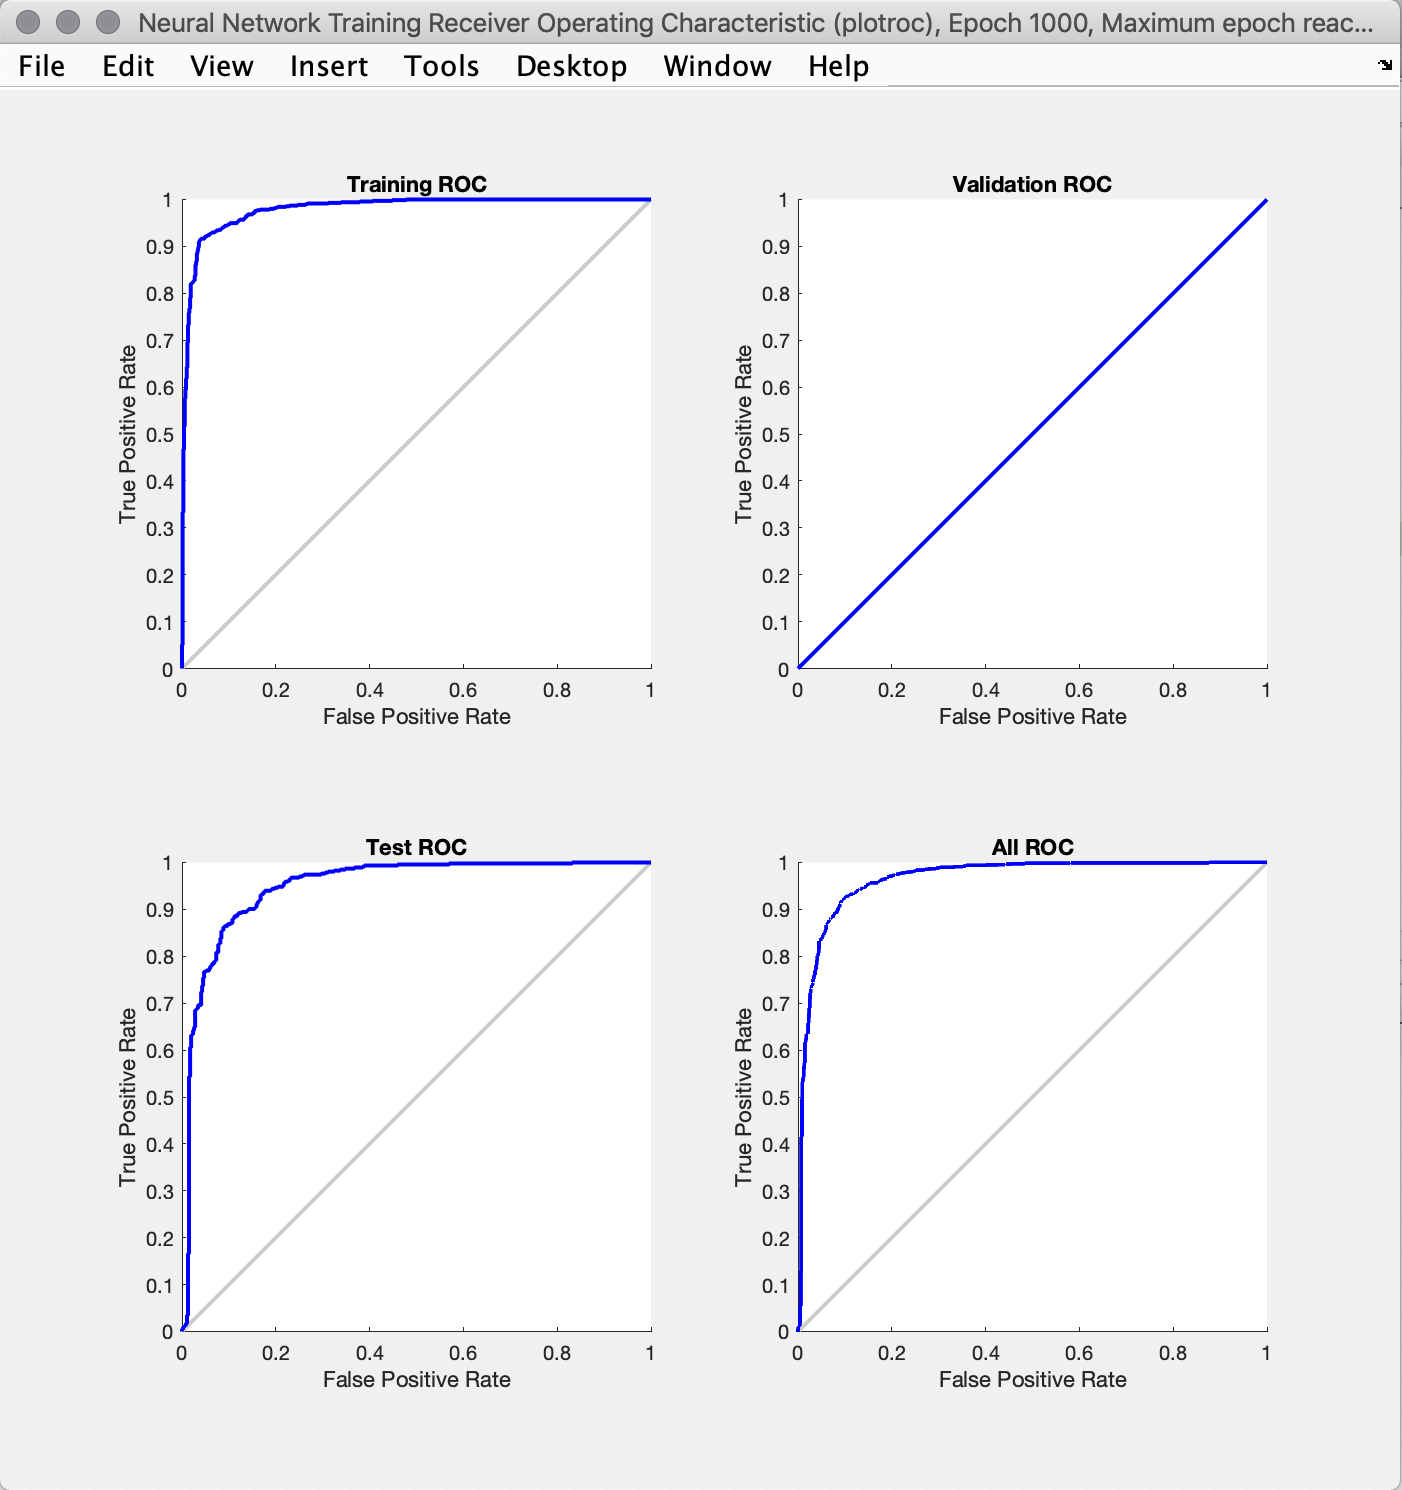 Neural Network Training Receiver Operating Characteristic (plotroc), Epoch 1000, Maximum epoch reac...
File Edit View Insert Tools Desktop Window Help
Training ROC
1
0.9
0.8
0.7
0.6
0.5
0.4
0.3
0.2
0.1
0
True Positive Rate
0 0.2 0.4 0.6 0.8 1
False Positive Rate
Validation ROC
1
0.9
0.8
0.7
0.6
0.5
0.4
0.3
0.2
0.1
0
True Positive Rate
0 0.2 0.4 0.6 0.8 1
False Positive Rate
Test ROC
1
0.9
0.8
0.7
0.6
0.5
0.4
0.3
0.2
0.1
0
True Positive Rate
0 0.2 0.4 0.6 0.8 1
False Positive Rate
All ROC
1
0.9
0.8
0.7
0.6
0.5
0.4
0.3
0.2
0.1
0
True Positive Rate
0 0.2 0.4 0.6 0.8 1
False Positive Rate